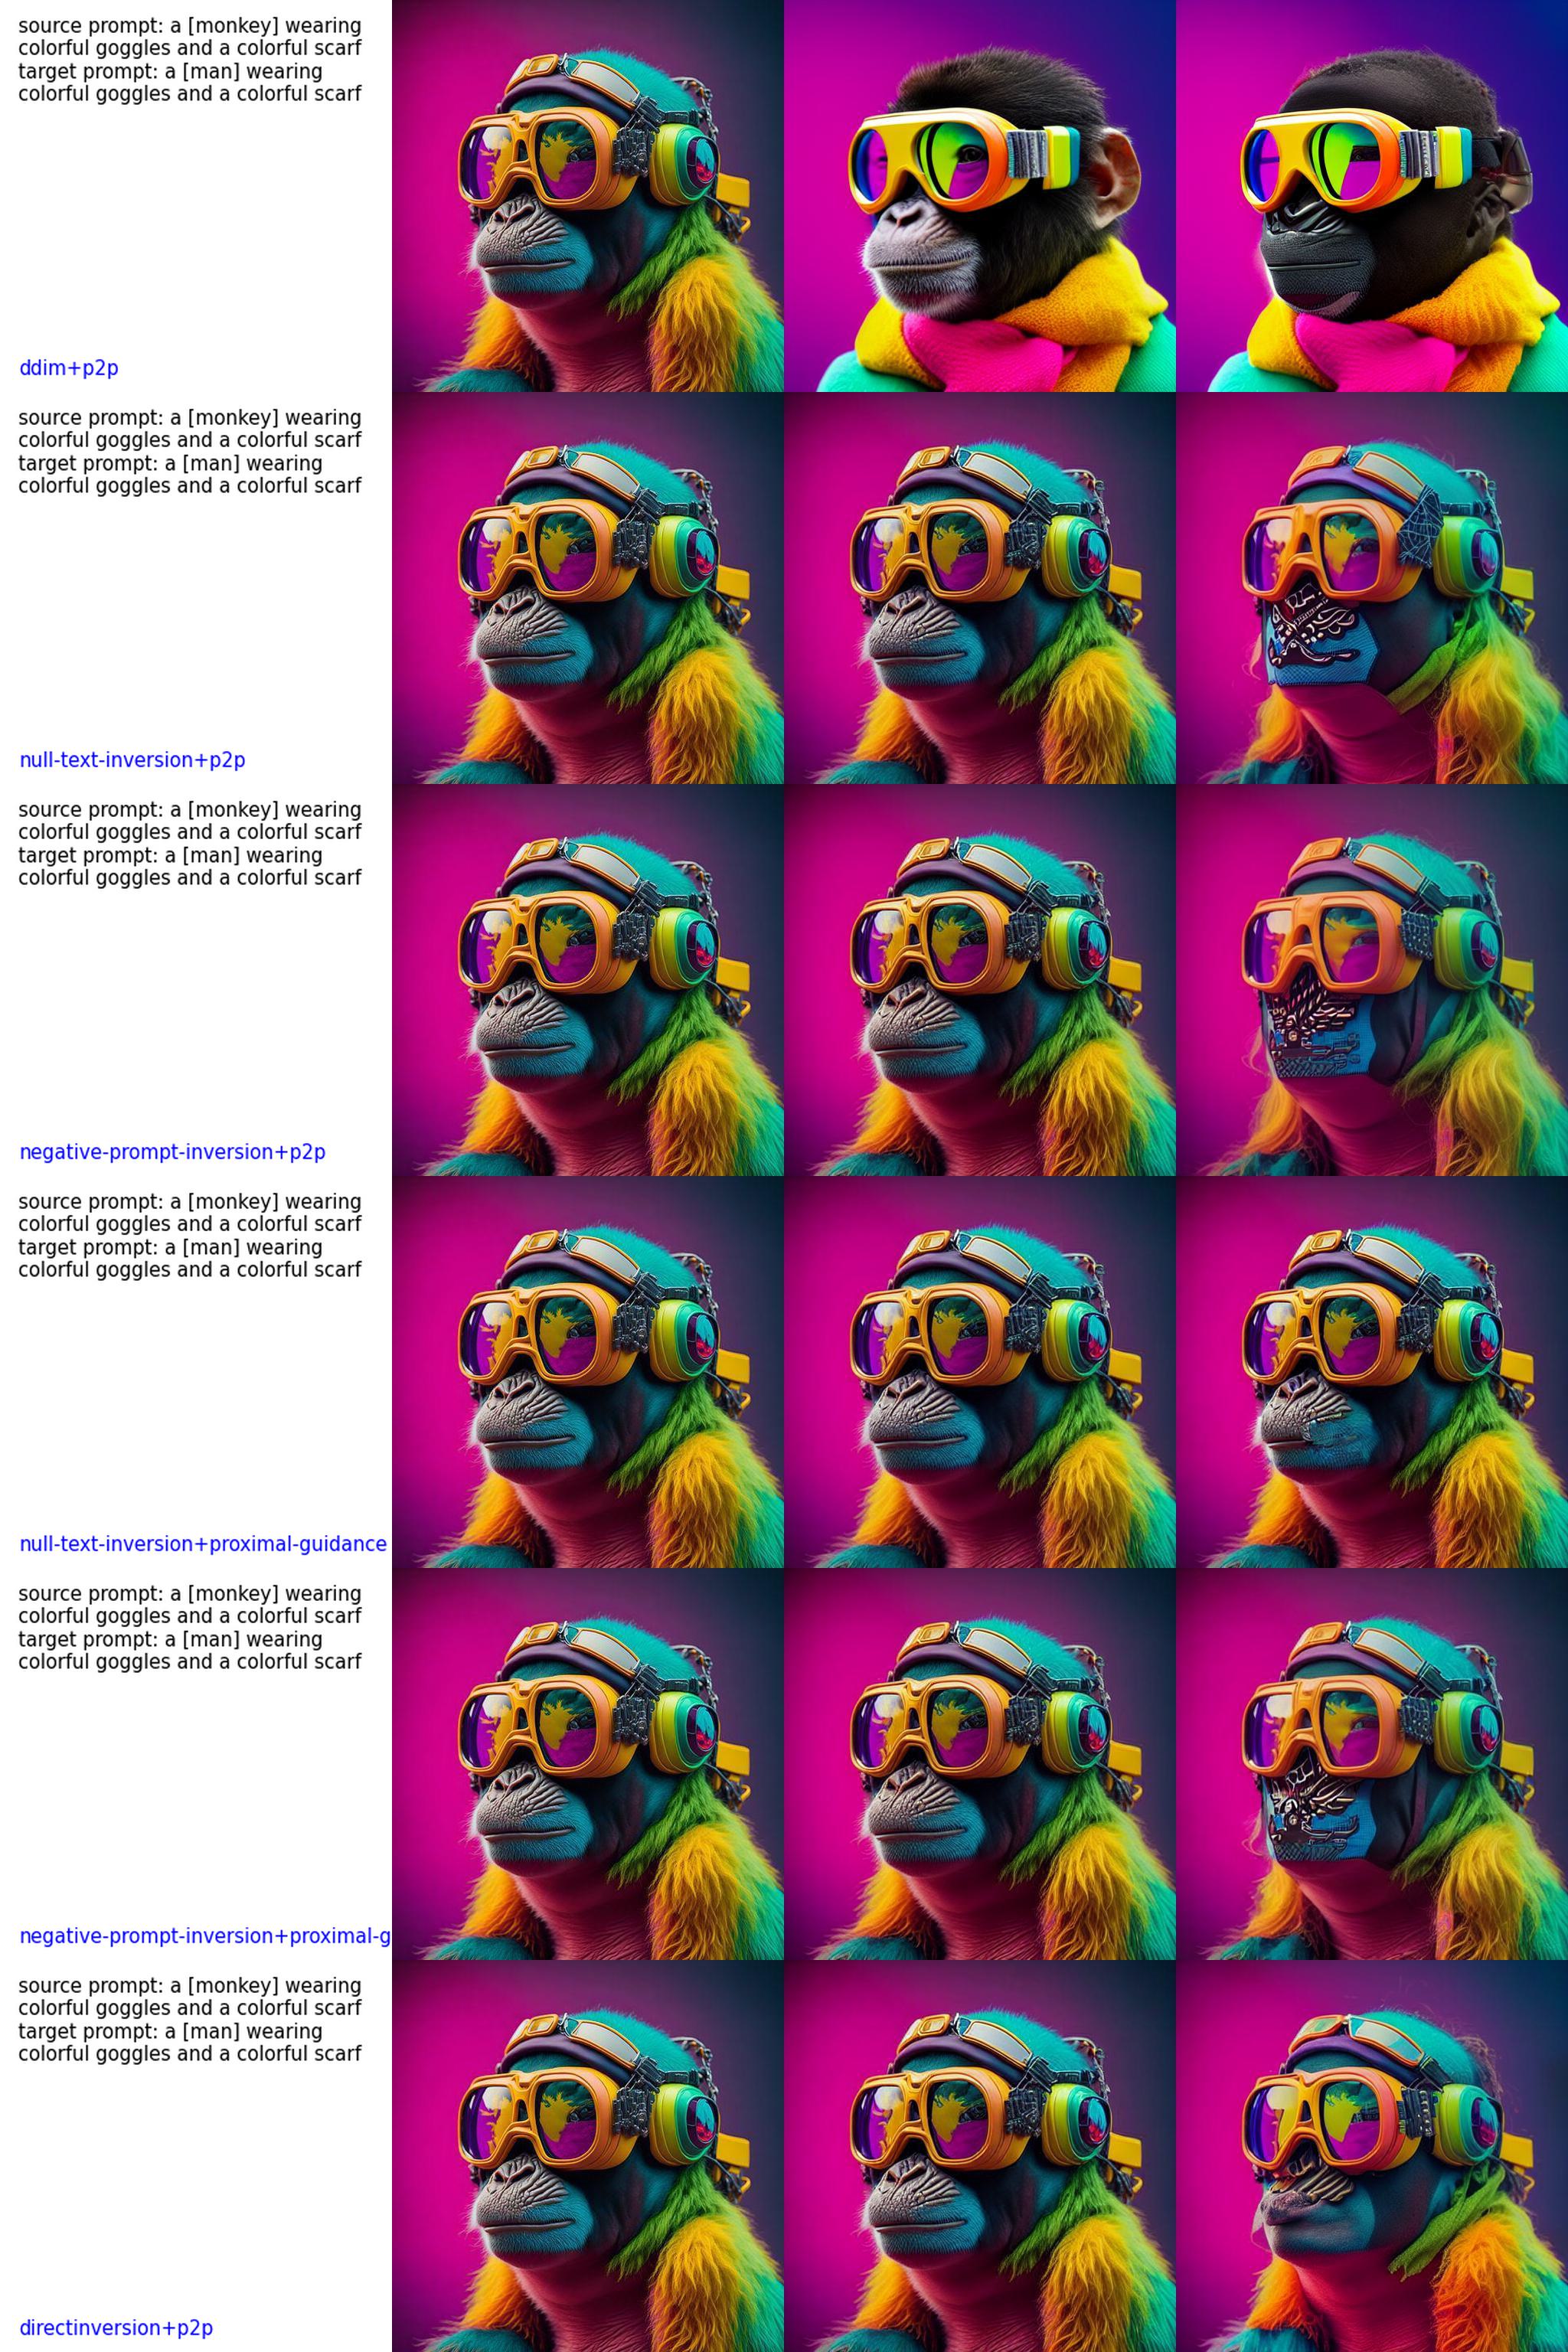 source prompt: a [monkey] wearing
colorful goggles and a colorful scarf
target prompt: a [man] wearing
colorful goggles and a colorful scarf
ddim+p2p
source prompt: a [monkey] wearing
colorful goggles and a colorful scarf
target prompt: a [man] wearing
colorful goggles and a colorful scarf
null-text-inversion+p2p
source prompt: a [monkey] wearing
colorful goggles and a colorful scarf
target prompt: a [man] wearing
colorful goggles and a colorful scarf
negative-prompt-inversion+p2p
source prompt: a [monkey] wearing
colorful goggles and a colorful scarf
target prompt: a [man] wearing
colorful goggles and a colorful scarf
null-text-inversion+proximal-guidance
source prompt: a [monkey] wearing
colorful goggles and a colorful scarf
target prompt: a [man] wearing
colorful goggles and a colorful scarf
negative-prompt-inversion+proximal-g
source prompt: a [monkey] wearing
colorful goggles and a colorful scarf
target prompt: a [man] wearing
colorful goggles and a colorful scarf
directinversion+p2p